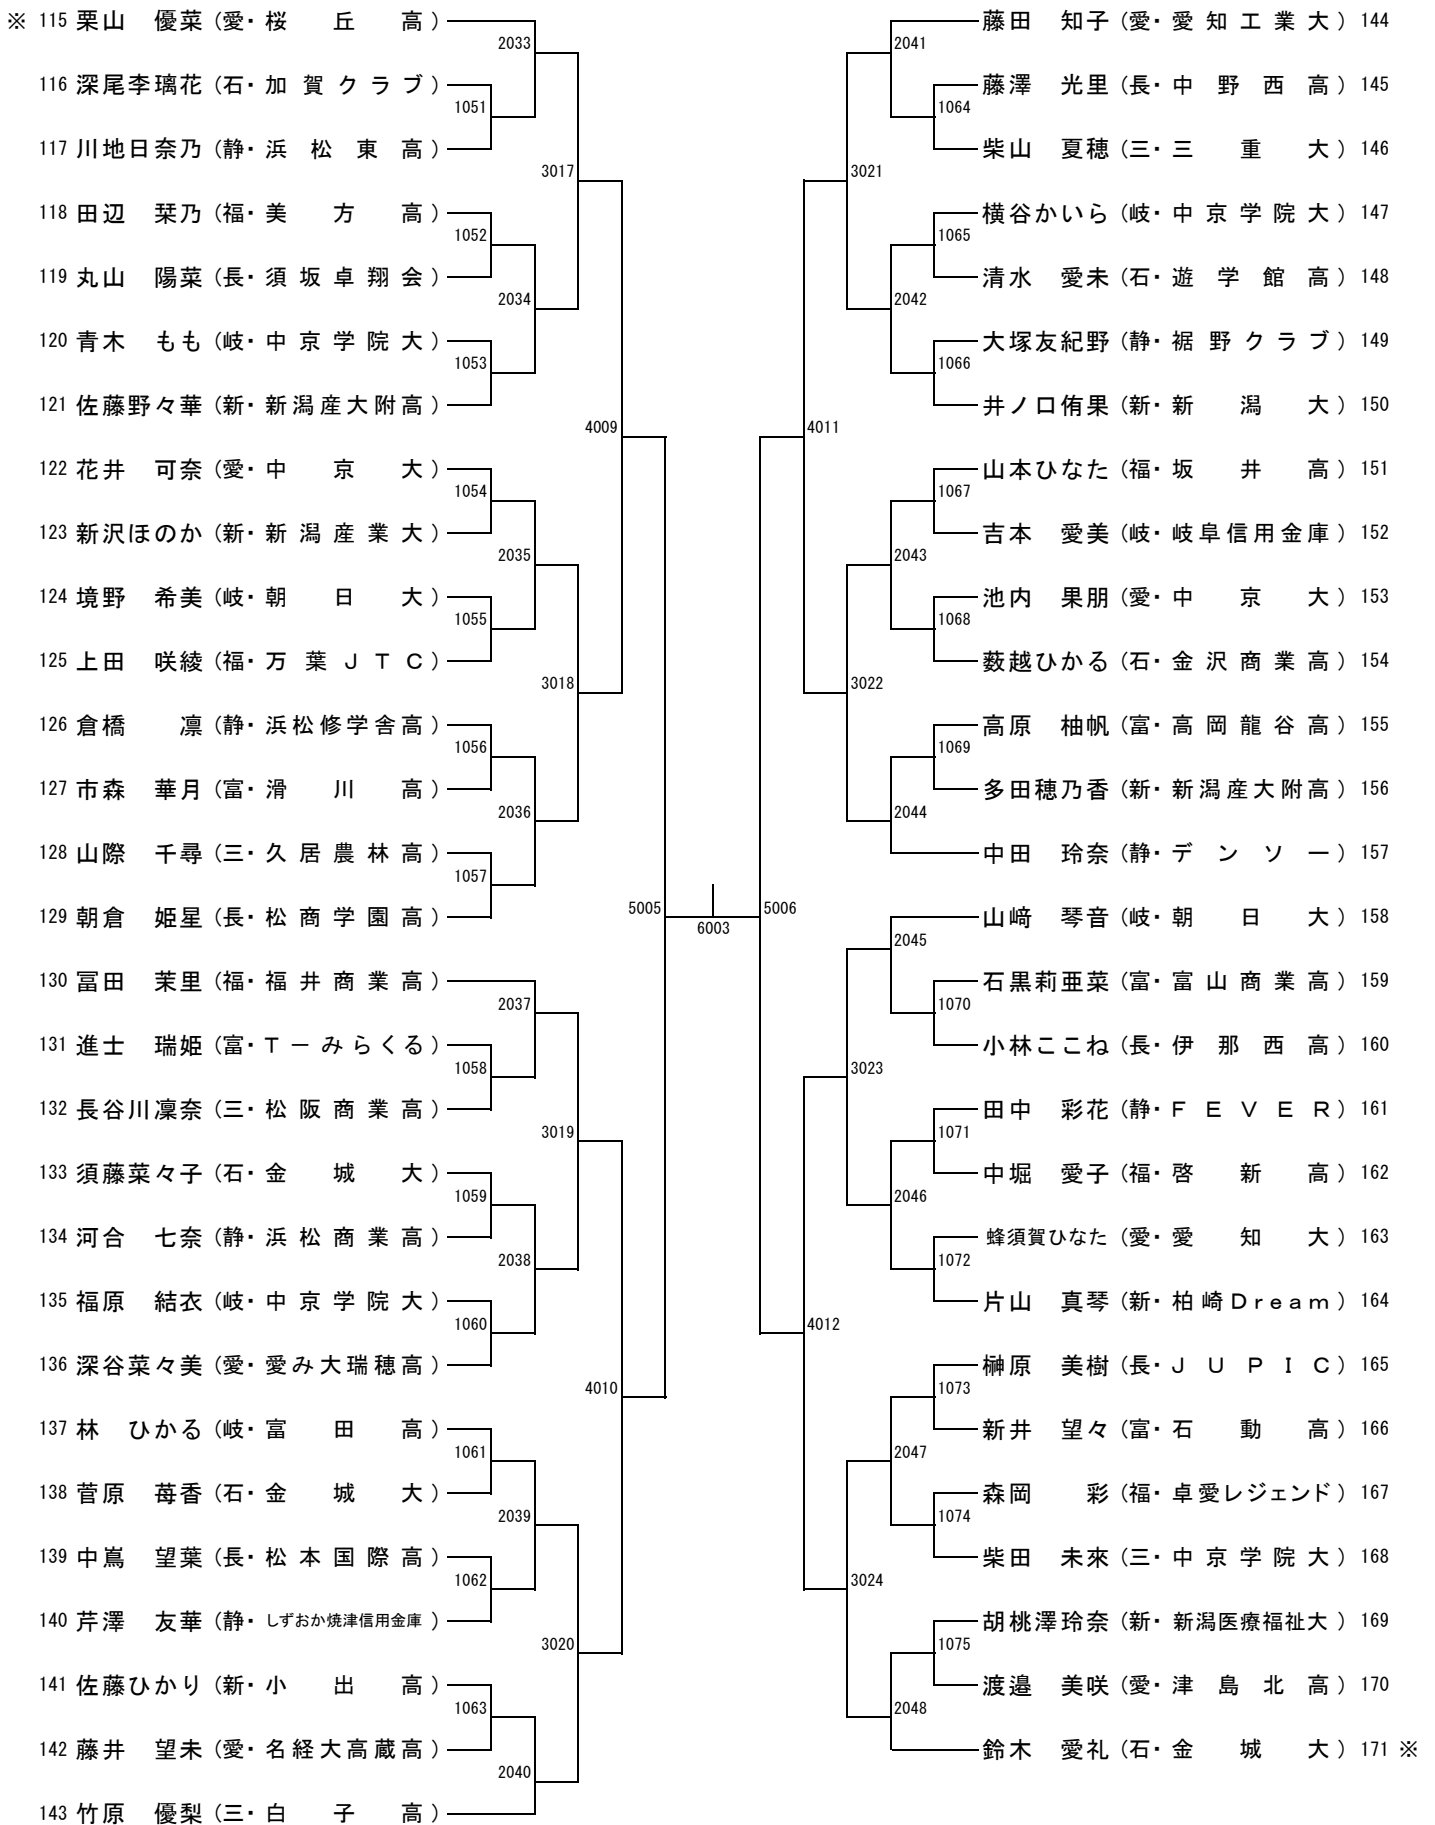 ※ 115 栗山 優菜 (愛・桜丘高)
2033
116 深尾李璃花 (石・加賀クラブ)
1051
117 川地日奈乃 (静・浜松東高)
3017
118 田辺 栞乃 (福・美方高)
1052
119 丸山 陽菜 (長・須坂卓翔会)
2034
120 青木 もも (岐・中京学院大)
1053
121 佐藤野々華 (新・新潟産大附高)
4009
122 花井 可奈 (愛・中京大)
1054
123 新沢ほのか (新・新潟産業大)
2035
124 境野 希美 (岐・朝日大)
1055
125 上田 咲綾 (福・万葉JTC)
3018
126 倉橋 凛 (静・浜松修学舎高)
1056
127 市森 華月 (富・滑川高)
2036
128 山際 千尋 (三・久居農林高)
1057
129 朝倉 姫星 (長・松商学園高)
5005
6003
130 冨田 茉里 (福・福井商業高)
2037
131 進士 瑞姫 (富・T－みらくる)
1058
132 長谷川凜奈 (三・松阪商業高)
3019
133 須藤菜々子 (石・金城大)
1059
134 河合 七奈 (静・浜松商業高)
2038
135 福原 結衣 (岐・中京学院大)
1060
136 深谷菜々美 (愛・愛み大瑞穂高)
4010
137 林 ひかる (岐・富田高)
1061
138 菅原 苺香 (石・金城大)
2039
139 中嶌 望葉 (長・松本国際高)
1062
140 芹澤 友華 (静・しずおか焼津信用金庫)
3020
141 佐藤ひかり (新・小出高)
1063
142 藤井 望未 (愛・名経大高蔵高)
2040
143 竹原 優梨 (三・白子高)
藤田 知子 (愛・愛知工業大) 144
2041
藤澤 光里 (長・中野西高) 145
1064
柴山 夏穂 (三・三重大) 146
3021
横谷かいら (岐・中京学院大) 147
1065
清水 愛未 (石・遊学館高) 148
2042
大塚友紀野 (静・裾野クラブ) 149
1066
井ノ口侑果 (新・新潟大) 150
4011
山本ひなた (福・坂井高) 151
1067
吉本 愛美 (岐・岐阜信用金庫) 152
2043
池内 果朋 (愛・中京大) 153
1068
薮越ひかる (石・金沢商業高) 154
3022
高原 柚帆 (富・高岡龍谷高) 155
1069
多田穂乃香 (新・新潟産大附高) 156
2044
中田 玲奈 (静・デンソー) 157
5006
山﨑 琴音 (岐・朝日大) 158
2045
石黒莉亜菜 (富・富山商業高) 159
1070
小林ここね (長・伊那西高) 160
3023
田中 彩花 (静・FEVER) 161
1071
中堀 愛子 (福・啓新高) 162
2046
蜂須賀ひなた (愛・愛知大) 163
1072
片山 真琴 (新・柏崎Dream) 164
4012
榊原 美樹 (長・JUPIC) 165
1073
新井 望々 (富・石動高) 166
2047
森岡 彩 (福・卓愛レジェンド) 167
1074
柴田 未來 (三・中京学院大) 168
3024
胡桃澤玲奈 (新・新潟医療福祉大) 169
1075
渡邉 美咲 (愛・津島北高) 170
2048
鈴木 愛礼 (石・金城大) 171 ※